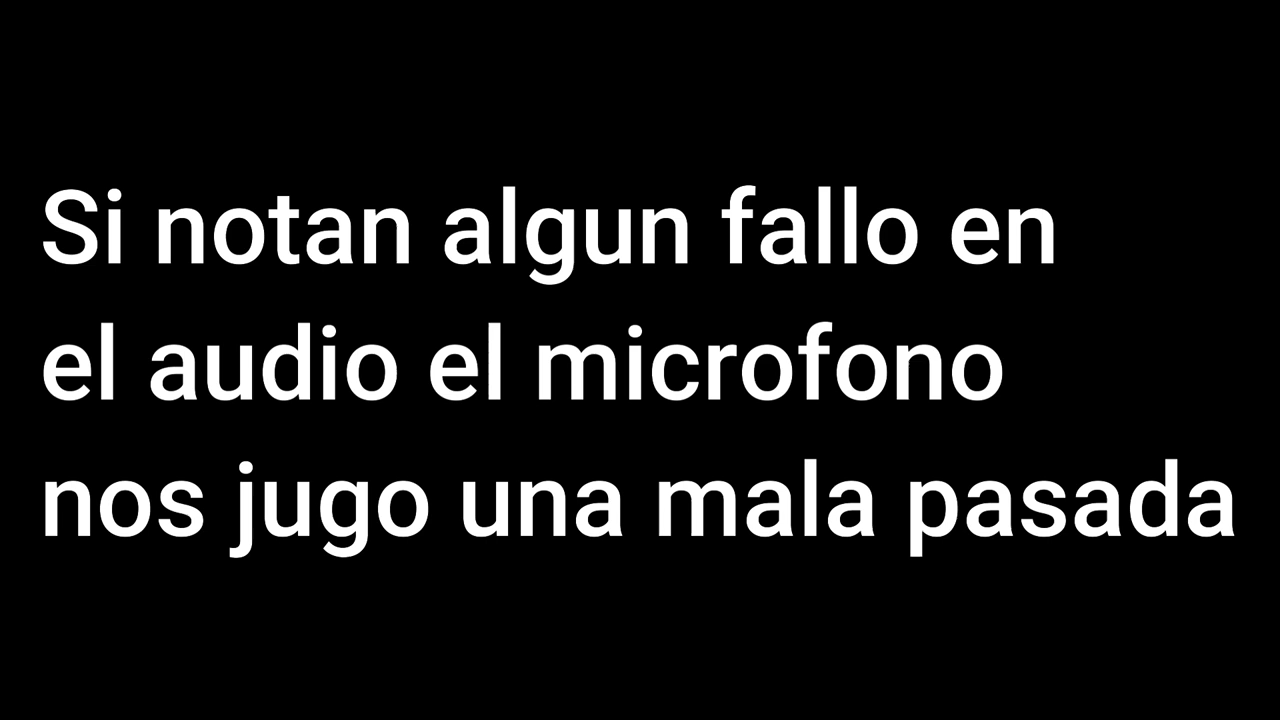 Si notan algun fallo en
el audio el microfono
nos jugo una mala pasada